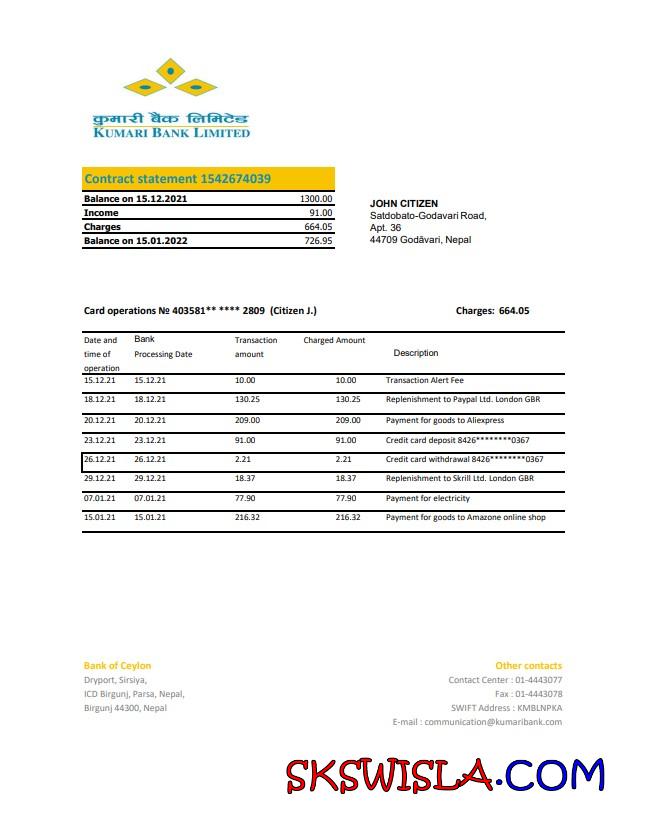 कुमारी बैंक लिमिटेड
KUMARI BANK LIMITED
Contract statement 1542674039
Balance on 15.12.2021 1300.00
Income 91.00
Charges 664.05
Balance on 15.01.2022 726.95
JOHN CITIZEN
Satdobato-Godavari Road,
Apt. 36
44709 Godāvari, Nepal
Card operations № 403581** **** 2809 (Citizen J.) Charges: 664.05
Date and time of operation Bank Processing Date Transaction amount Charged Amount Description
15.12.21 15.12.21 10.00 10.00 Transaction Alert Fee
18.12.21 18.12.21 130.25 130.25 Replenishment to Paypal Ltd. London GBR
20.12.21 20.12.21 209.00 209.00 Payment for goods to Aliexpress
23.12.21 23.12.21 91.00 91.00 Credit card deposit 8426********0367
26.12.21 26.12.21 2.21 2.21 Credit card withdrawal 8426********0367
29.12.21 29.12.21 18.37 18.37 Replenishment to Skrill Ltd. London GBR
07.01.21 07.01.21 77.90 77.90 Payment for electricity
15.01.21 15.01.21 216.32 216.32 Payment for goods to Amazone online shop
Bank of Ceylon
Dryport, Sirsiya,
ICD Birgunj, Parsa, Nepal,
Birgunj 44300, Nepal
Other contacts
Contact Center : 01-4443077
Fax : 01-4443078
SWIFT Address : KMBLNPKA
E-mail : communication@kumaribank.com
SKSWISLA.COM